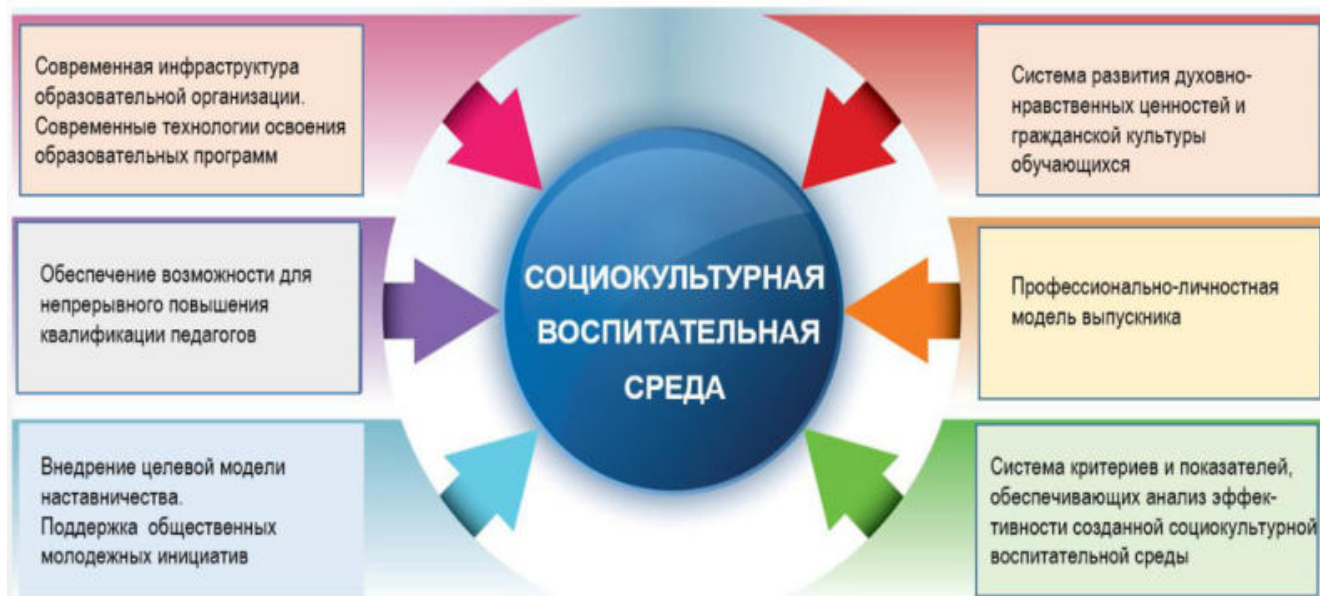 Современная инфраструктура
образовательной организации.
Современные технологии освоения
образовательных программ
Обеспечение возможности для
непрерывного повышения
квалификации педагогов
Внедрение целевой модели
наставничества.
Поддержка общественных
молодежных инициатив
СОЦИОКУЛЬТУРНАЯ
ВОСПИТАТЕЛЬНАЯ
СРЕДА
Система развития духовно-
нравственных ценностей и
гражданской культуры
обучающихся
Профессионально-личностная
модель выпускника
Система критериев и показателей,
обеспечивающих анализ эффек-
тивности созданной социокультурной
воспитательной среды